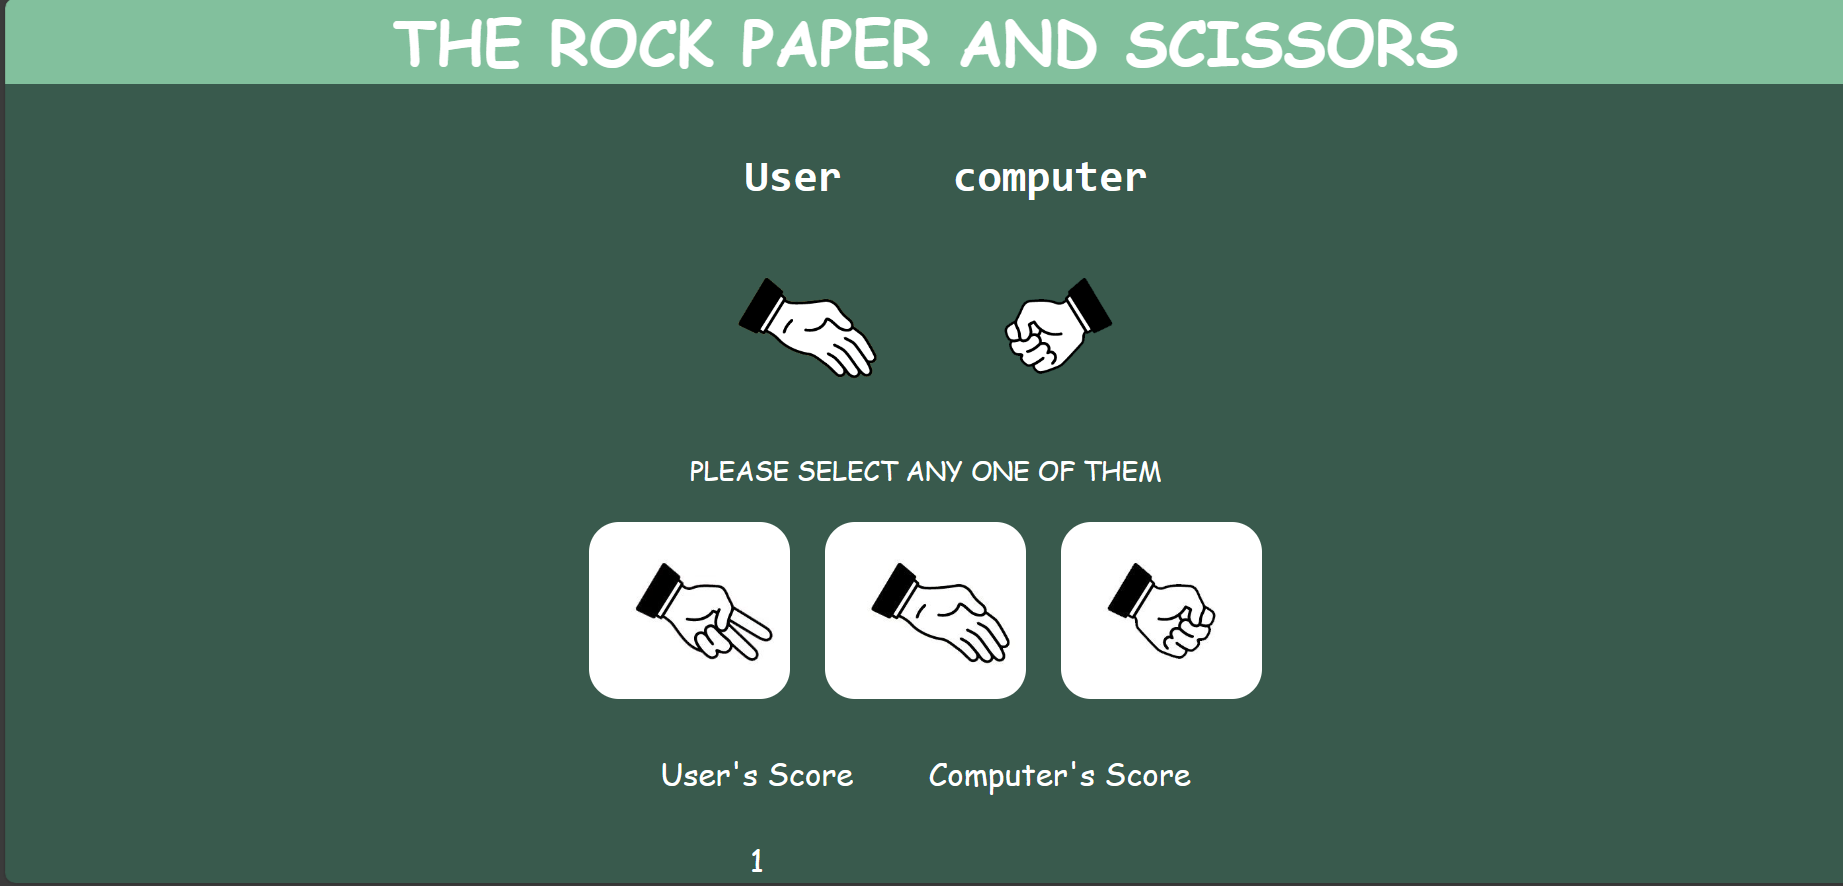 THE ROCK PAPER AND SCISSORS
User computer
PLEASE SELECT ANY ONE OF THEM
User's Score Computer's Score
1